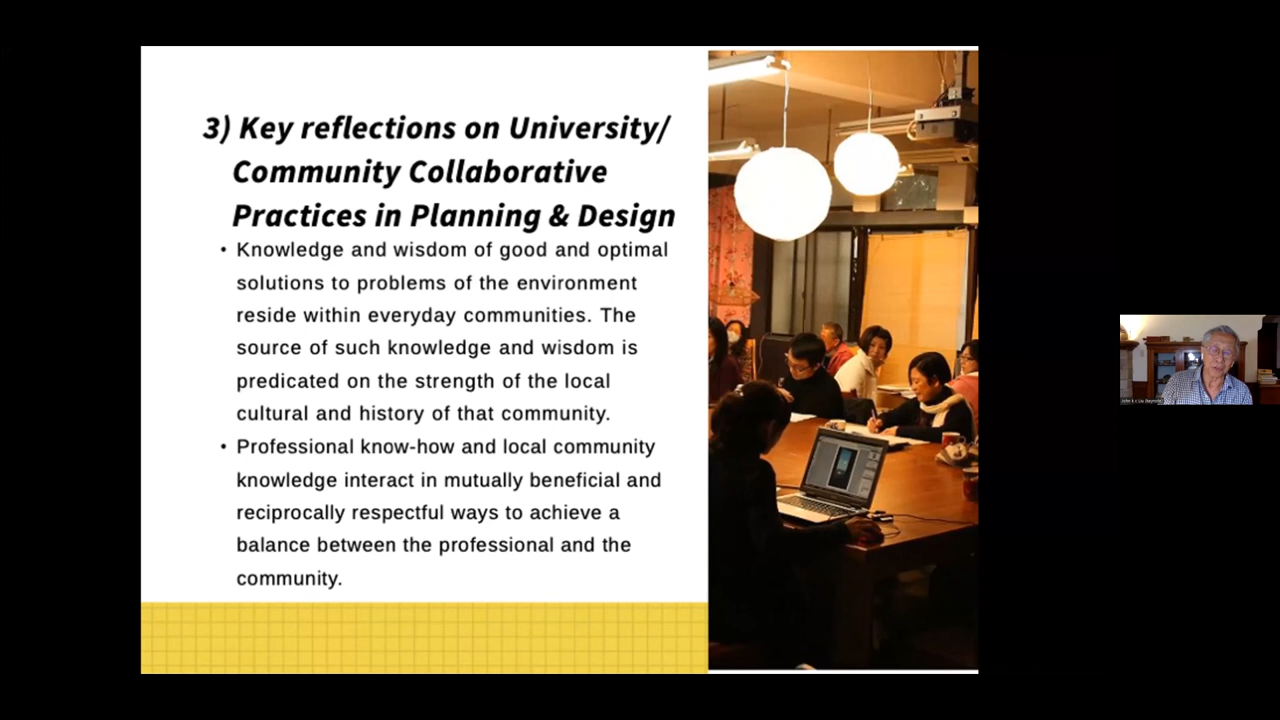 3) Key reflections on University/
Community Collaborative
Practices in Planning & Design
• Knowledge and wisdom of good and optimal
solutions to problems of the environment
reside within everyday communities. The
source of such knowledge and wisdom is
predicated on the strength of the local
cultural and history of that community.
• Professional know-how and local community
knowledge interact in mutually beneficial and
reciprocally respectful ways to achieve a
balance between the professional and the
community.